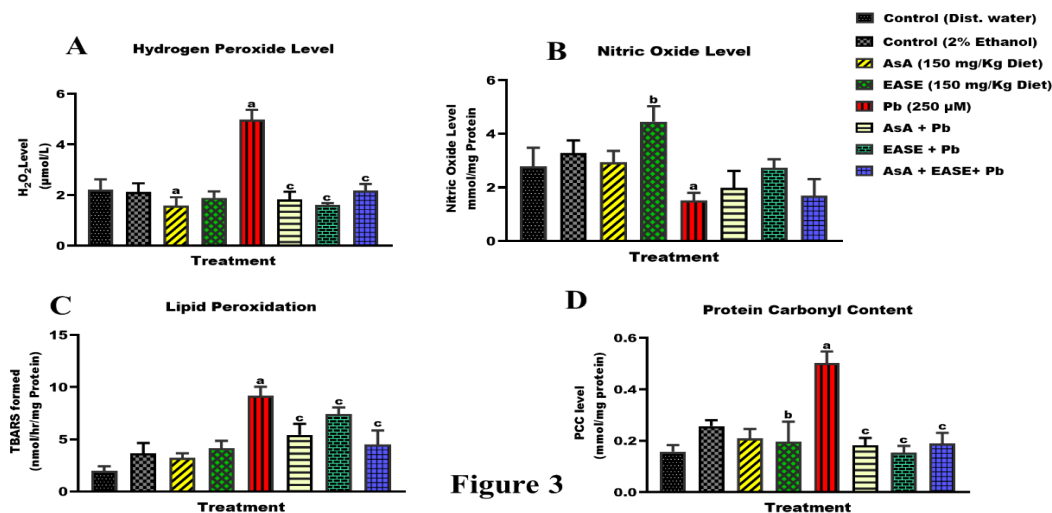 A
Hydrogen Peroxide Level
H₂O₂Level
(μmol/L)
6
4
2
0
a
a
c
c
c
Treatment
B
Nitric Oxide Level
Nitric Oxide Level
mmol/mg Protein
6
4
2
0
b
a
Treatment
Control (Dist. water)
Control (2% Ethanol)
AsA (150 mg/Kg Diet)
EASE (150 mg/Kg Diet)
Pb (250 μM)
AsA + Pb
EASE + Pb
AsA + EASE+ Pb
C
Lipid Peroxidation
TBARS formed
(nmol/hr/mg Protein)
15
10
5
0
a
c
c
c
Treatment
D
Protein Carbonyl Content
PCC level
(nmol/mg protein)
0.6
0.4
0.2
0.0
b
a
c
c
c
Treatment
Figure 3